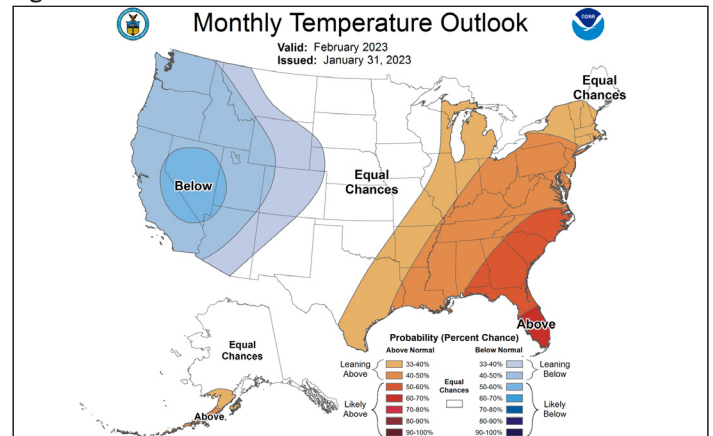 Monthly Temperature Outlook
Valid: February 2023
Issued: January 31, 2023
NOAA
Equal
Chances
Below
Equal
Chances
Above
Equal
Chances
Above
Probability (Percent Chance)
Above Normal
Below Normal
Leaning
Above
33-40%
40-50%
Likely
Above
50-60%
60-70%
70-80%
80-90%
90-100%
Equal
Chances
33-40%
40-50%
Leaning
Below
50-60%
60-70%
70-80%
80-90%
90-100%
Likely
Below